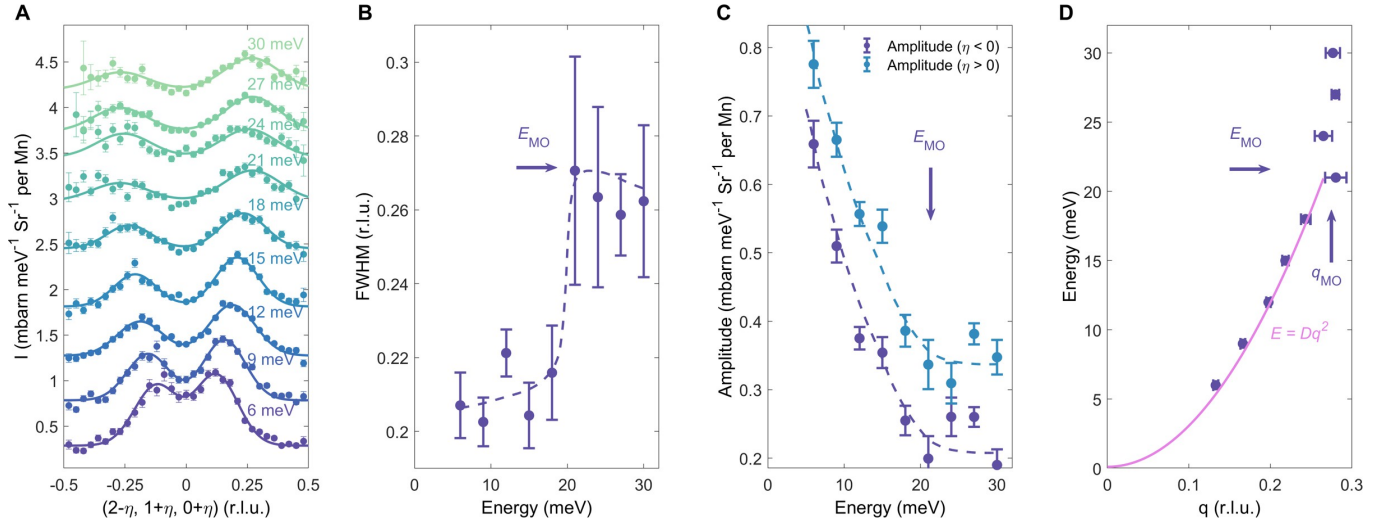 A
I (mbarn meV⁻¹ Sr⁻¹ per Mn)
4.5
4
3.5
3
2.5
2
1.5
1
0.5
30 meV
27 meV
24 meV
21 meV
18 meV
15 meV
12 meV
9 meV
6 meV
-0.5 -0.25 0 0.25 0.5
(2-η, 1+η, 0+η) (r.l.u.)
B
FWHM (r.l.u.)
0.3
0.28
0.26
0.24
0.22
0.2
E_MO
0 10 20 30
Energy (meV)
C
Amplitude (mbarn meV⁻¹ Sr⁻¹ per Mn)
0.8
0.7
0.6
0.5
0.4
0.3
0.2
Amplitude (η < 0)
Amplitude (η > 0)
E_MO
0 10 20 30
Energy (meV)
D
Energy (meV)
30
25
20
15
10
5
0
E_MO
q_MO
E = Dq²
0 0.1 0.2 0.3
q (r.l.u.)